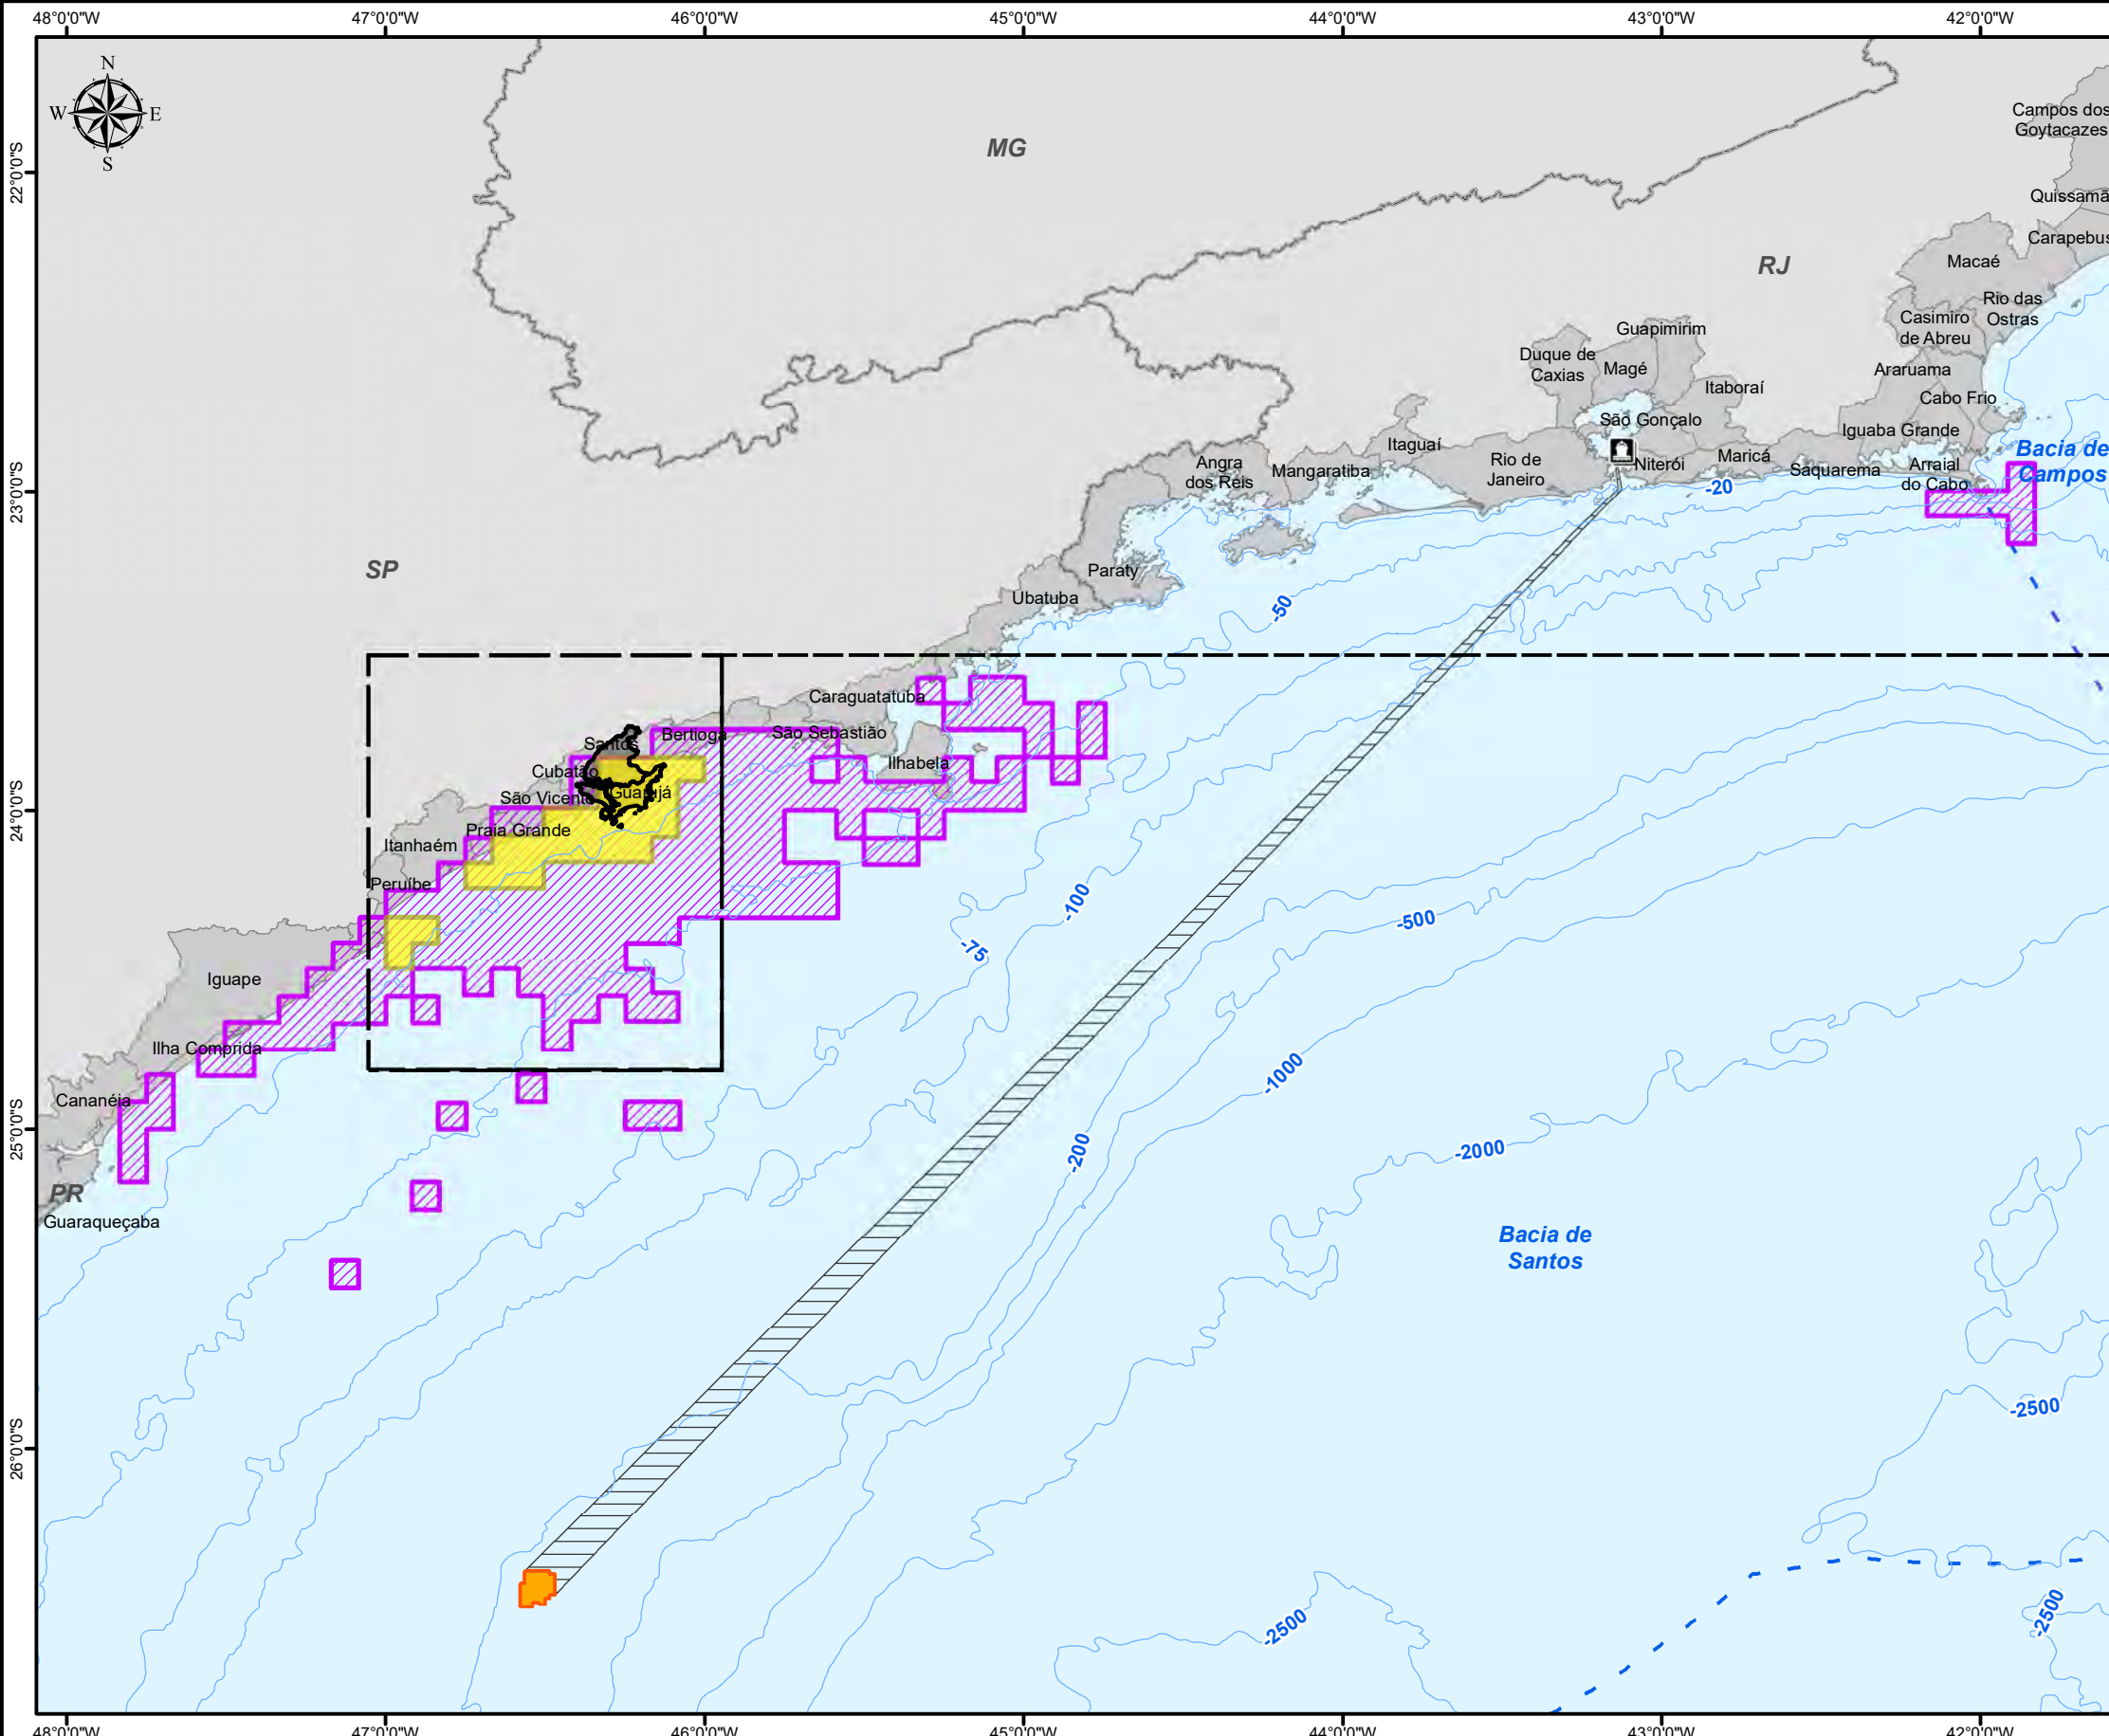 48°0'0"W
47°0'0"W
46°0'0"W
45°0'0"W
44°0'0"W
43°0'0"W
42°0'0"W
N
W
E
S
22°0'0"S
23°0'0"S
24°0'0"S
25°0'0"S
26°0'0"S
MG
RJ
SP
PR
Campos dos
Goytacazes
Quissamã
Carapebus
Macaé
Rio das
Ostras
Casimiro
de Abreu
Araruama
Cabo Frio
Iguaba Grande
Arraial
do Cabo
Saquarema
Maricá
Niterói
São Gonçalo
Itaboraí
Guapimirim
Magé
Duque de
Caxias
Rio de
Janeiro
Itaguaí
Mangaratiba
Angra
dos Reis
Paraty
Ubatuba
Caraguatatuba
São Sebastião
Ilhabela
Bertioga
Santos
Cubatão
Guarujá
São Vicente
Praia Grande
Itanhaém
Peruíbe
Iguape
Ilha Comprida
Cananéia
Guaraqueçaba
Bacia de
Campos
Bacia de
Santos
-20
-50
-75
-100
-200
-500
-1000
-2000
-2500
-2500
-2500
48°0'0"W
47°0'0"W
46°0'0"W
45°0'0"W
44°0'0"W
43°0'0"W
42°0'0"W